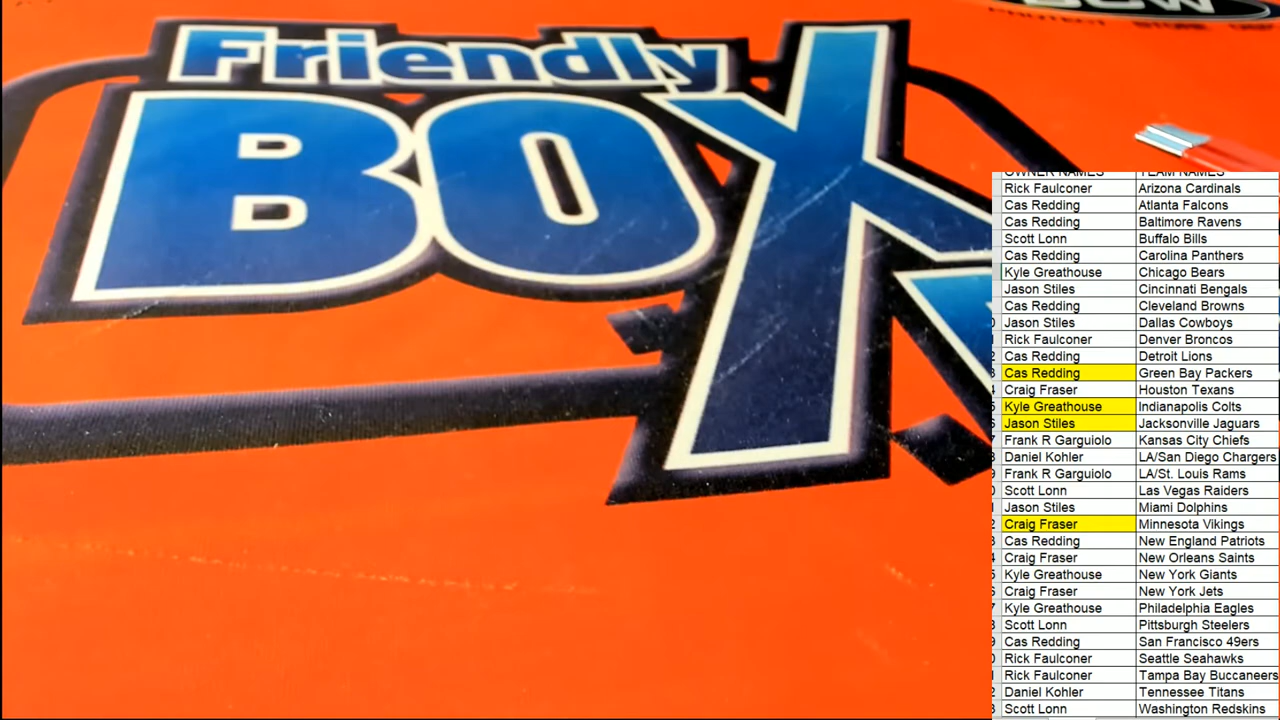 Friendly
BOX
BCW
PROTECT STORE
OWNER NAMES TEAM NAMES
Rick Faulconer Arizona Cardinals
Cas Redding Atlanta Falcons
Cas Redding Baltimore Ravens
Scott Lonn Buffalo Bills
Cas Redding Carolina Panthers
Kyle Greathouse Chicago Bears
Jason Stiles Cincinnati Bengals
Cas Redding Cleveland Browns
Jason Stiles Dallas Cowboys
Rick Faulconer Denver Broncos
Cas Redding Detroit Lions
Cas Redding Green Bay Packers
Craig Fraser Houston Texans
Kyle Greathouse Indianapolis Colts
Jason Stiles Jacksonville Jaguars
Frank R Garguiolo Kansas City Chiefs
Daniel Kohler LA/San Diego Chargers
Frank R Garguiolo LA/St. Louis Rams
Scott Lonn Las Vegas Raiders
Jason Stiles Miami Dolphins
Craig Fraser Minnesota Vikings
Cas Redding New England Patriots
Craig Fraser New Orleans Saints
Kyle Greathouse New York Giants
Craig Fraser New York Jets
Kyle Greathouse Philadelphia Eagles
Scott Lonn Pittsburgh Steelers
Cas Redding San Francisco 49ers
Rick Faulconer Seattle Seahawks
Rick Faulconer Tampa Bay Buccaneers
Daniel Kohler Tennessee Titans
Scott Lonn Washington Redskins